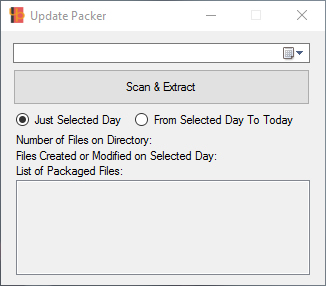 Update Packer
Scan & Extract
Just Selected Day From Selected Day To Today
Number of Files on Directory:
Files Created or Modified on Selected Day:
List of Packaged Files: